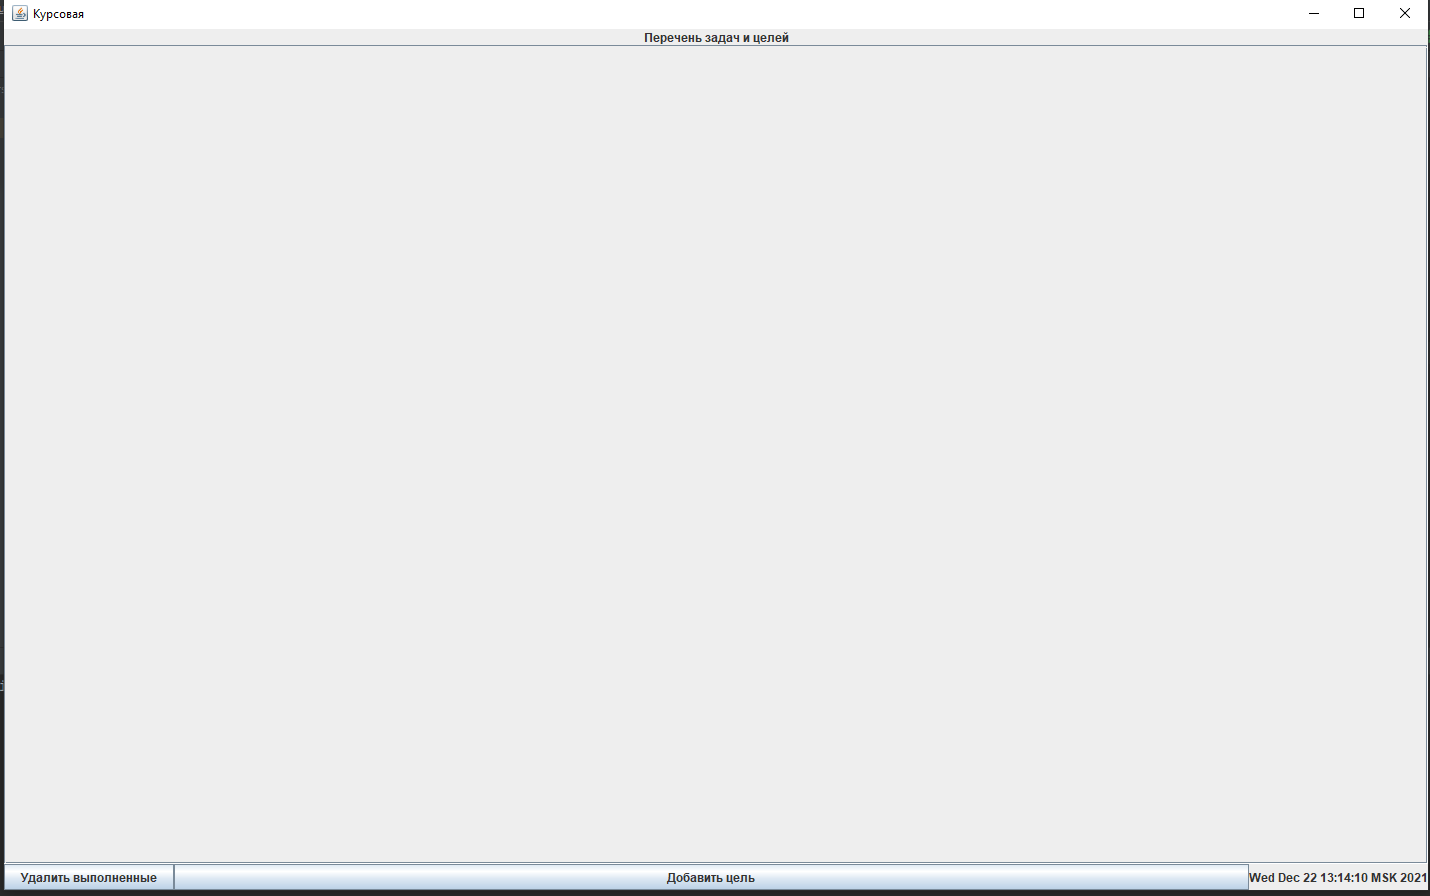 Курсовая
Перечень задач и целей
Удалить выполненные
Добавить цель
Wed Dec 22 13:14:10 MSK 2021